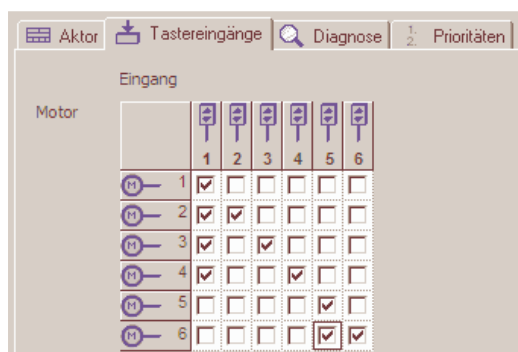 Aktor Tastereingänge Diagnose 1. 2. Prioritäten
Eingang
Motor
1 2 3 4 5 6
M 1
M 2
M 3
M 4
M 5
M 6